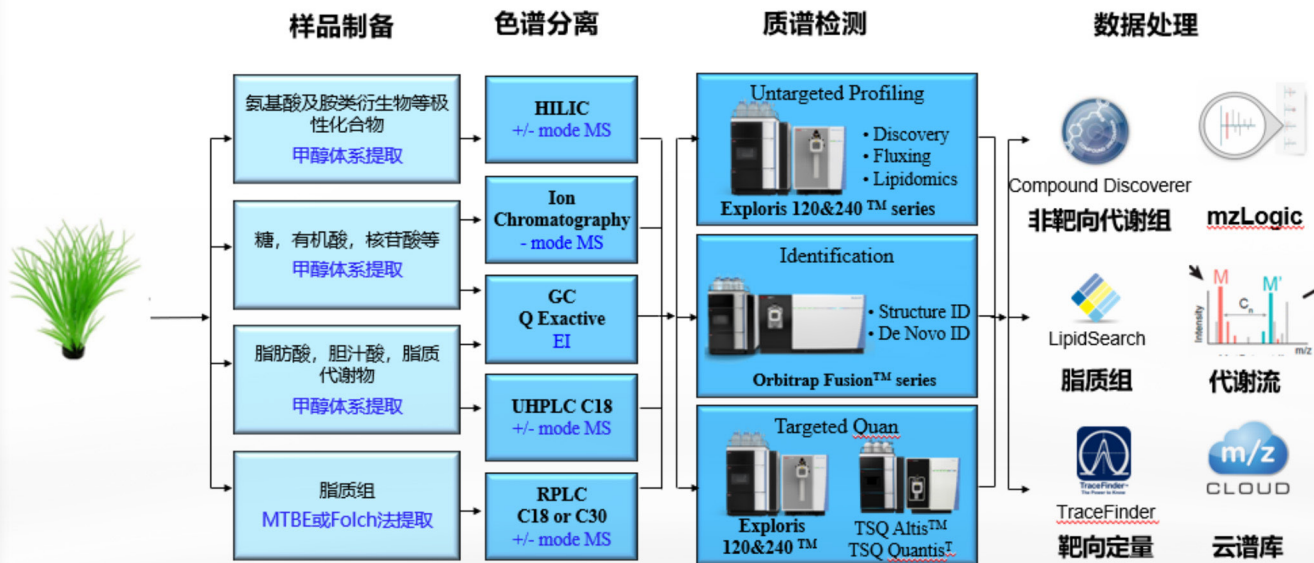 样品制备
色谱分离
质谱检测
数据处理
氨基酸及胺类衍生物等极
性化合物
甲醇体系提取
糖，有机酸，核苷酸等
甲醇体系提取
脂肪酸，胆汁酸，脂质
代谢物
甲醇体系提取
脂质组
MTBE或Folch法提取
HILIC
+/- mode MS
Ion
Chromatography
- mode MS
GC
Q Exactive
EI
UHPLC C18
+/- mode MS
RPLC
C18 or C30
+/- mode MS
Untargeted Profiling
• Discovery
• Fluxing
• Lipidomics
Exploris 120&240 TM series
Identification
• Structure ID
• De Novo ID
Orbitrap Fusion™ series
Targeted Quan
Exploris
120&240 TM
TSQ Altis™
TSQ Quantis T
Compound Discoverer
非靶向代谢组
mzLogic
LipidSearch
脂质组
M
M'
Cn
Intensity
m/z
代谢流
TraceFinder™
The Power to Know
TraceFinder
靶向定量
m/z
CLOUD
云谱库